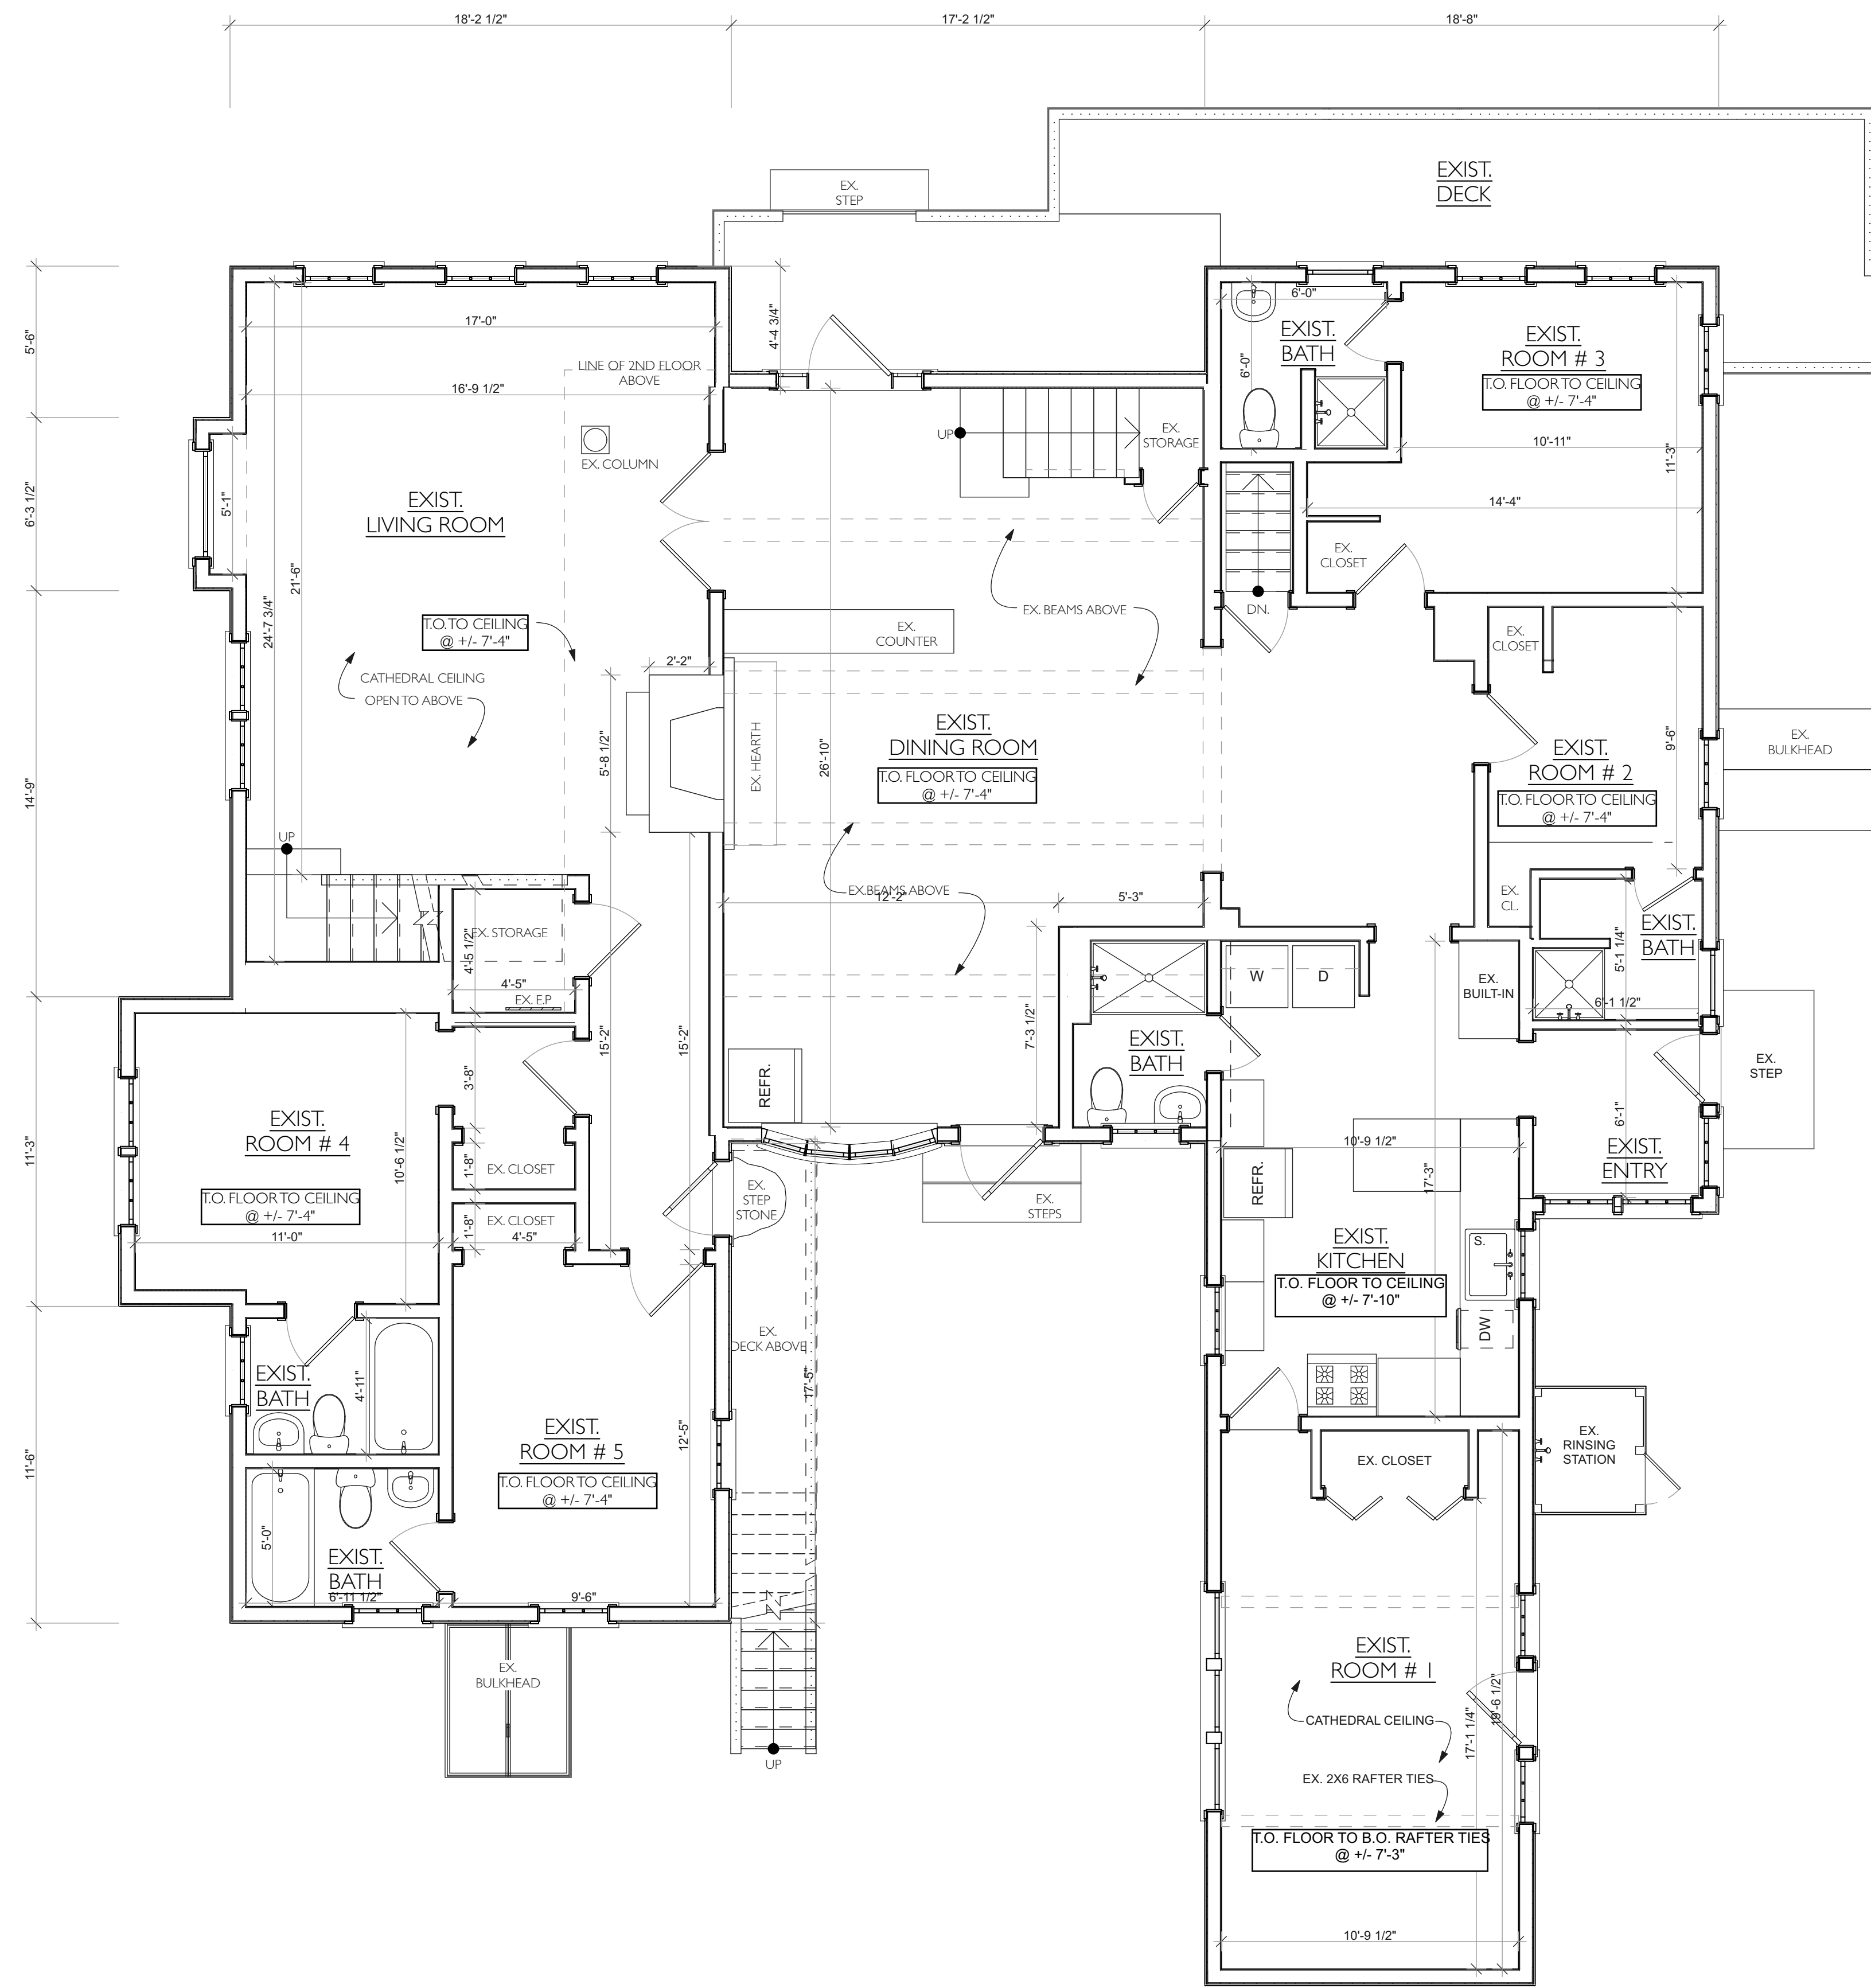 18'-2 1/2"
17'-2 1/2"
18'-8"
EXIST.
DECK
EX.
STEP
5'-6"
6'-3 1/2"
14'-9"
11'-3"
11'-6"
17'-0"
16'-9 1/2"
LINE OF 2ND FLOOR
ABOVE
EX. COLUMN
EXIST.
LIVING ROOM
5'-1"
24'-7 3/4"
21'-6"
T.O.TO CEILING
@ +/- 7'-4"
CATHEDRAL CEILING
OPEN TO ABOVE
UP
2'-2"
5'-8 1/2"
4'-4 3/4"
UP
EX.
STORAGE
EX. BEAMS ABOVE
EX.
COUNTER
EX. HEARTH
26'-10"
EXIST.
DINING ROOM
T.O. FLOOR TO CEILING
@ +/- 7'-4"
EX.BEAMS ABOVE
12'-2"
5'-3"
7'-3 1/2"
REFR.
6'-0"
6'-0"
EXIST.
BATH
EXIST.
ROOM # 3
T.O. FLOOR TO CEILING
@ +/- 7'-4"
10'-11"
11'-3"
14'-4"
EX.
CLOSET
DN.
EX.
CLOSET
9'-6"
EXIST.
ROOM # 2
T.O. FLOOR TO CEILING
@ +/- 7'-4"
EX.
BULKHEAD
EX.
CL.
EXIST.
BATH
5'-1 1/4"
6'-1 1/2"
EX.
BUILT-IN
W
D
EXIST.
BATH
EX.
STEP
6'-1"
EXIST.
ENTRY
EX. STORAGE
4'-5 1/2"
4'-5"
EX. E.P
15'-2"
15'-2"
3'-8"
EXIST.
ROOM # 4
T.O. FLOOR TO CEILING
@ +/- 7'-4"
11'-0"
10'-6 1/2"
1'-8"
EX. CLOSET
1'-8"
EX. CLOSET
4'-5"
EX.
STEP
STONE
EX.
STEPS
EX.
DECK ABOVE
17'-5"
EXIST.
BATH
4'-11"
EXIST.
ROOM # 5
T.O. FLOOR TO CEILING
@ +/- 7'-4"
12'-5"
5'-0"
EXIST.
BATH
6'-11 1/2"
9'-6"
EX.
BULKHEAD
UP
10'-9 1/2"
17'-3"
REFR.
EXIST.
KITCHEN
T.O. FLOOR TO CEILING
@ +/- 7'-10"
S.
DW
EX.
RINSING
STATION
EX. CLOSET
EXIST.
ROOM # 1
CATHEDRAL CEILING
EX. 2X6 RAFTER TIES
17'-1 1/4"
19'-6 1/2"
T.O. FLOOR TO B.O. RAFTER TIES
@ +/- 7'-3"
10'-9 1/2"